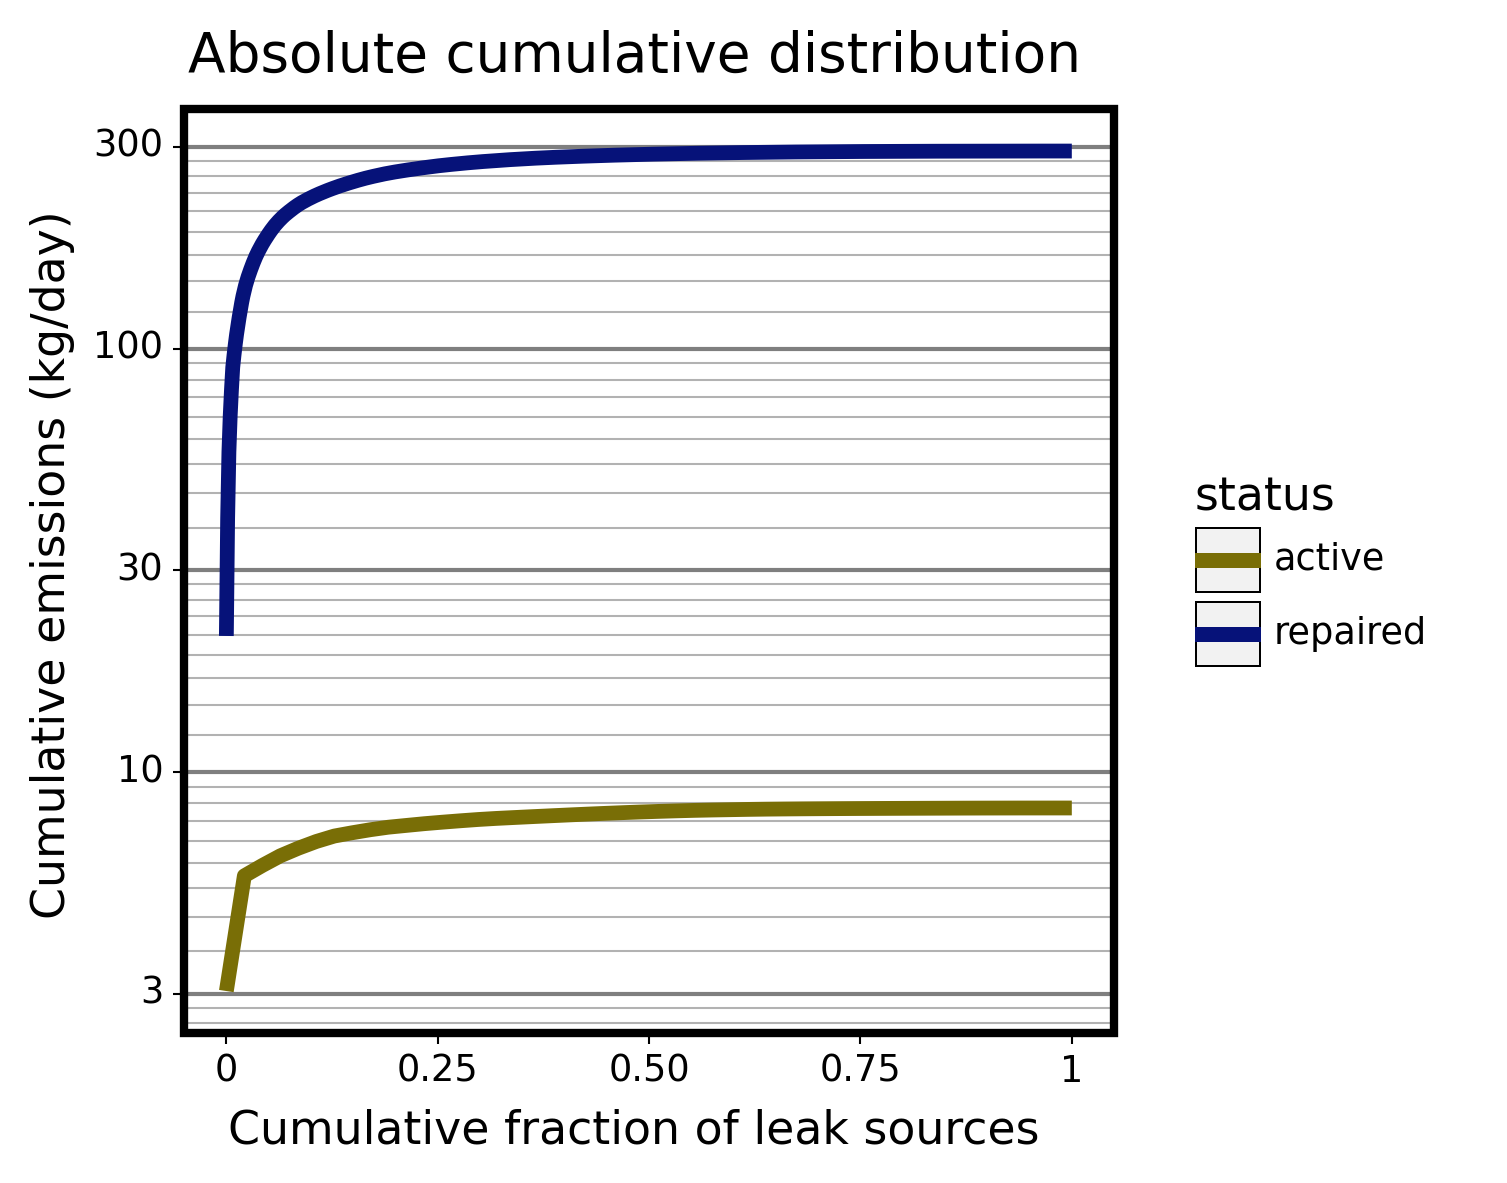 Absolute cumulative distribution
Cumulative emissions (kg/day)
300
100
30
10
3
0
0.25
0.50
0.75
1
Cumulative fraction of leak sources
status
active
repaired